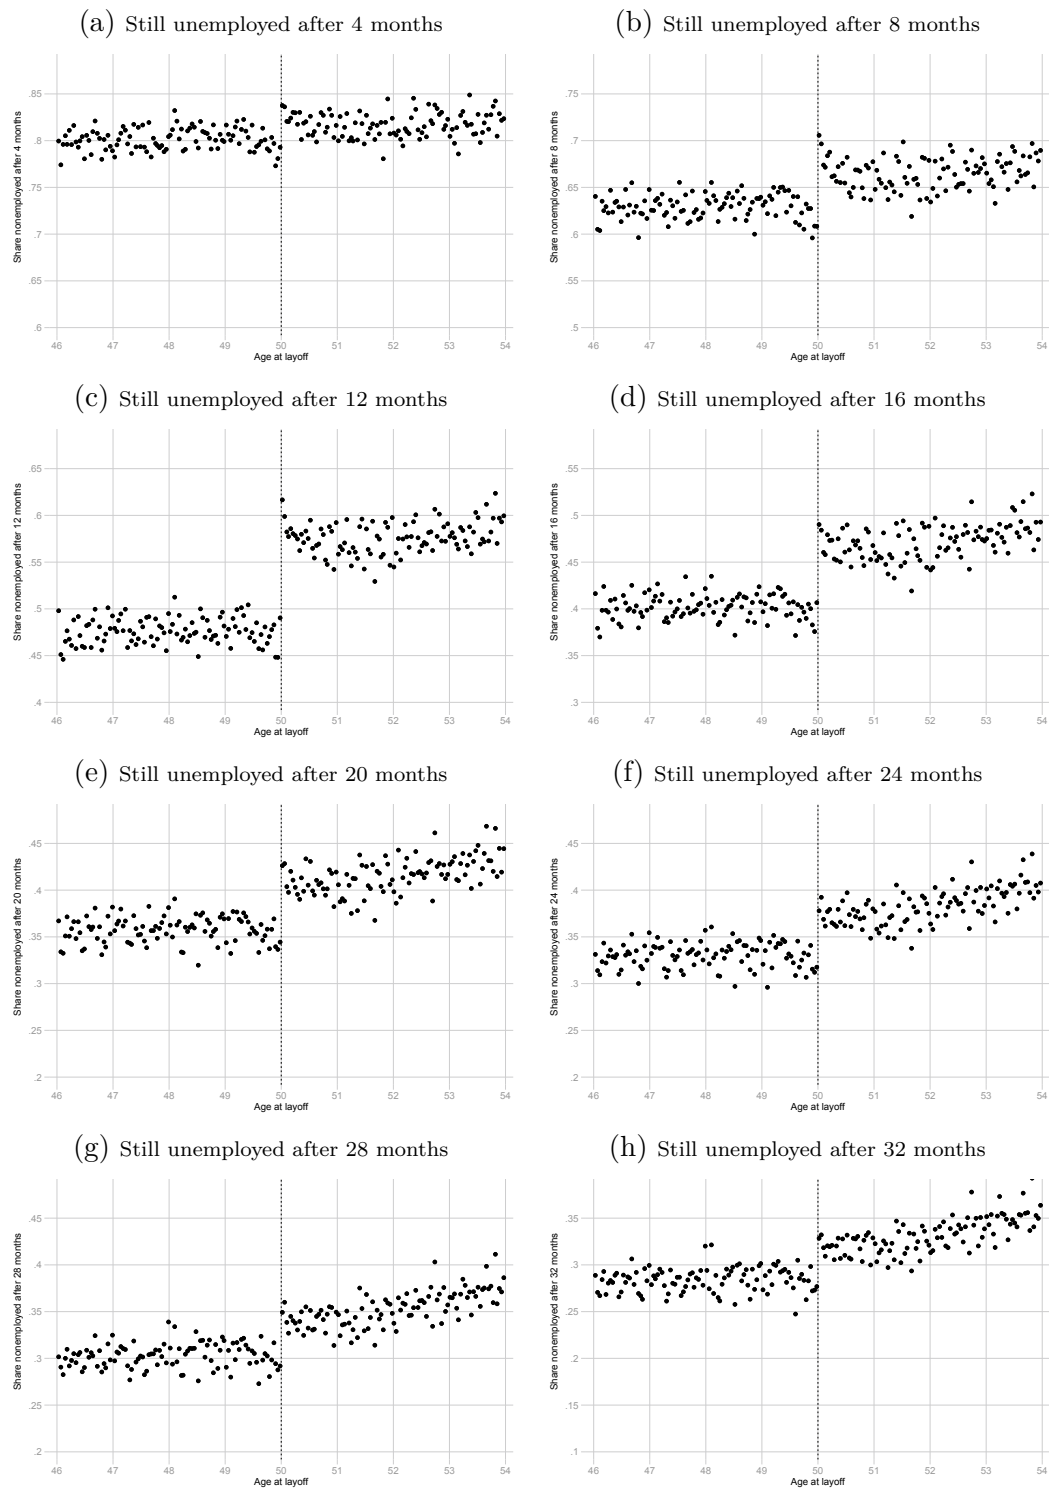 (a) Still unemployed after 4 months
(b) Still unemployed after 8 months
Share nonemployed after 4 months
.85
.8
.75
.7
.65
.6
46 47 48 49 50 51 52 53 54
Age at layoff
Share nonemployed after 8 months
.75
.7
.65
.6
.55
.5
46 47 48 49 50 51 52 53 54
Age at layoff
(c) Still unemployed after 12 months
(d) Still unemployed after 16 months
Share nonemployed after 12 months
.65
.6
.55
.5
.45
.4
46 47 48 49 50 51 52 53 54
Age at layoff
Share nonemployed after 16 months
.55
.5
.45
.4
.35
.3
46 47 48 49 50 51 52 53 54
Age at layoff
(e) Still unemployed after 20 months
(f) Still unemployed after 24 months
Share nonemployed after 20 months
.45
.4
.35
.3
.25
.2
46 47 48 49 50 51 52 53 54
Age at layoff
Share nonemployed after 24 months
.45
.4
.35
.3
.25
.2
46 47 48 49 50 51 52 53 54
Age at layoff
(g) Still unemployed after 28 months
(h) Still unemployed after 32 months
Share nonemployed after 28 months
.45
.4
.35
.3
.25
.2
46 47 48 49 50 51 52 53 54
Age at layoff
Share nonemployed after 32 months
.35
.3
.25
.2
.15
.1
46 47 48 49 50 51 52 53 54
Age at layoff